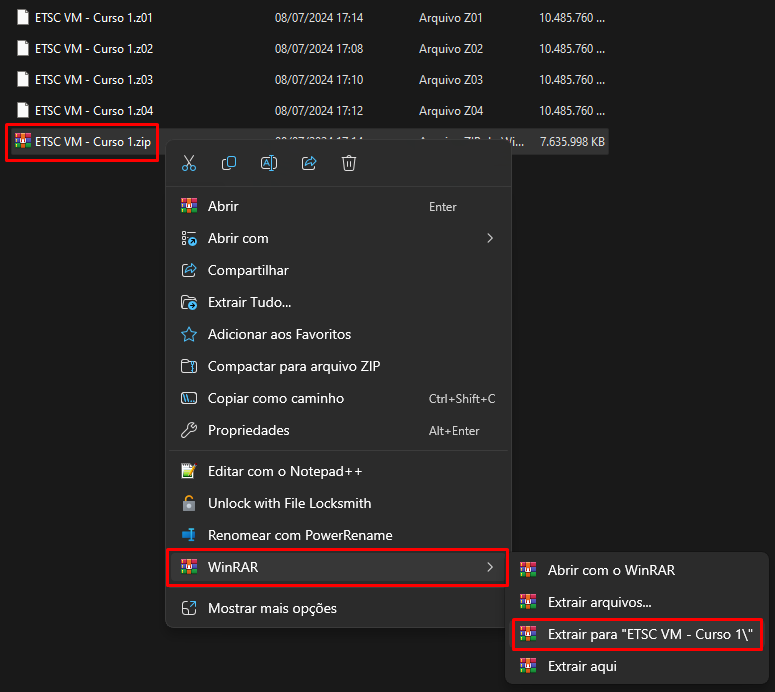 ETSC VM - Curso 1.z01 08/07/2024 17:14 Arquivo Z01 10.485.760 ...
ETSC VM - Curso 1.z02 08/07/2024 17:08 Arquivo Z02 10.485.760 ...
ETSC VM - Curso 1.z03 08/07/2024 17:10 Arquivo Z03 10.485.760 ...
ETSC VM - Curso 1.z04 08/07/2024 17:12 Arquivo Z04 10.485.760 ...
ETSC VM - Curso 1.zip 7.635.998 KB
Abrir Enter
Abrir com
Compartilhar
Extrair Tudo...
Adicionar aos Favoritos
Compactar para arquivo ZIP
Copiar como caminho Ctrl+Shift+C
Propriedades Alt+Enter
Editar com o Notepad++
Unlock with File Locksmith
Renomear com PowerRename
WinRAR
Mostrar mais opções
Abrir com o WinRAR
Extrair arquivos...
Extrair para "ETSC VM - Curso 1\"
Extrair aqui